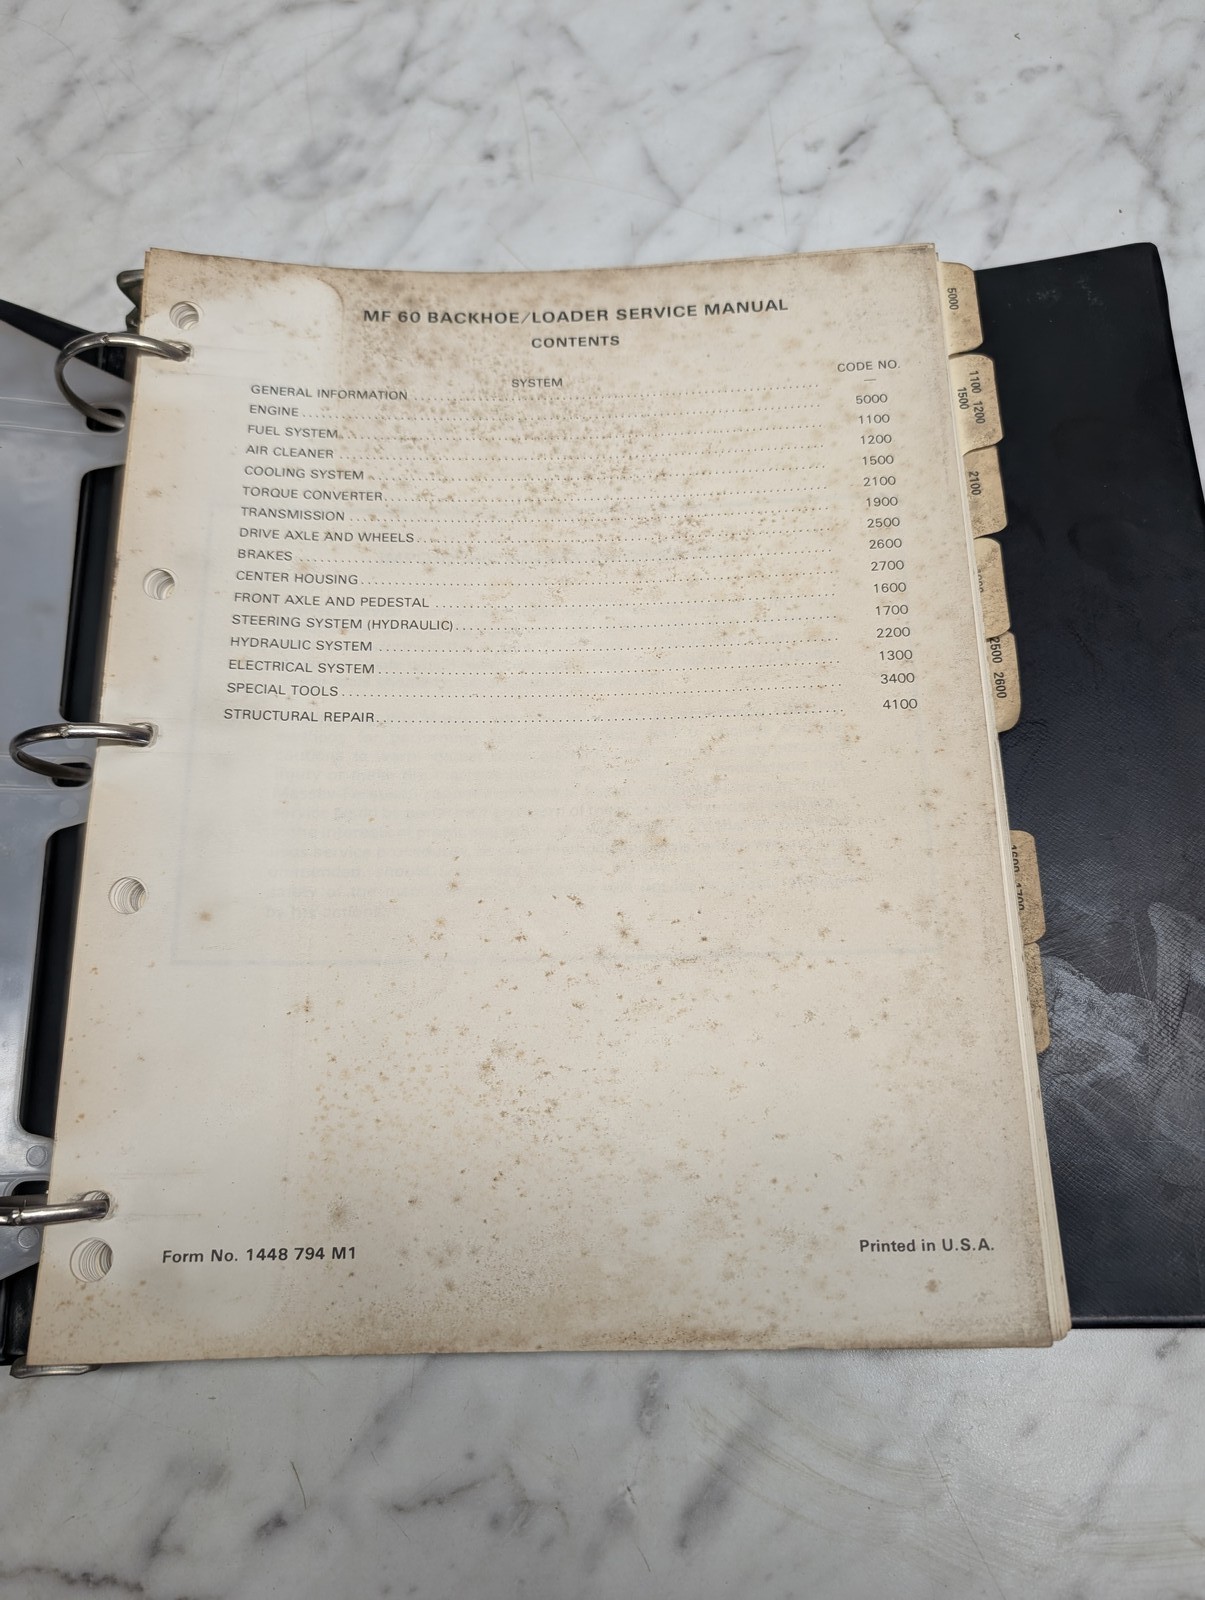 MF 60 BACKHOE/LOADER SERVICE MANUAL
CONTENTS
SYSTEM CODE NO.
GENERAL INFORMATION —
ENGINE 5000
FUEL SYSTEM 1100
AIR CLEANER 1200
COOLING SYSTEM 1500
TORQUE CONVERTER 2100
TRANSMISSION 1900
DRIVE AXLE AND WHEELS 2500
BRAKES 2600
CENTER HOUSING 2700
FRONT AXLE AND PEDESTAL 1600
STEERING SYSTEM (HYDRAULIC) 1700
HYDRAULIC SYSTEM 2200
ELECTRICAL SYSTEM 1300
SPECIAL TOOLS 3400
STRUCTURAL REPAIR 4100
Form No. 1448 794 M1
Printed in U.S.A.
5000
1100 1200
1500
2100
2500 2600
1600 1700